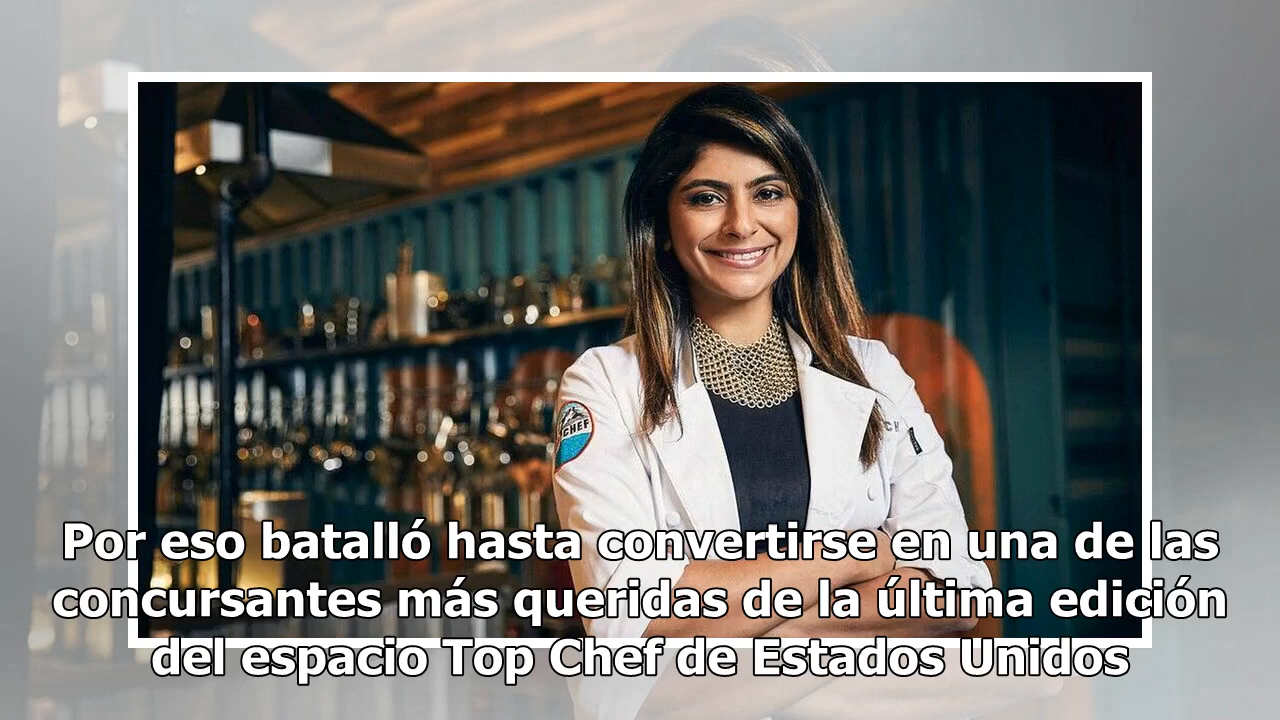 CHEF
Por eso batalló hasta convertirse en una de las
concursantes más queridas de la última edición
del espacio Top Chef de Estados Unidos